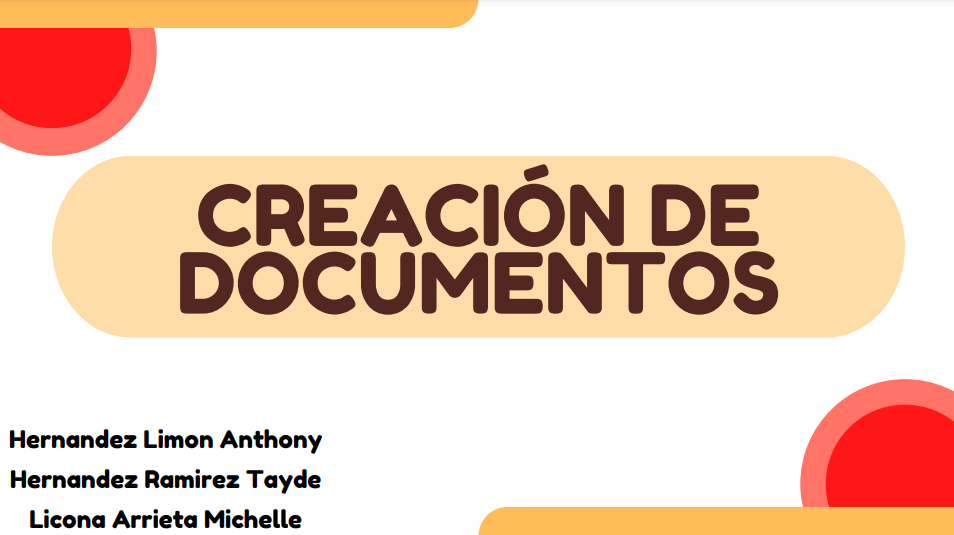 CREACIÓN DE
DOCUMENTOS
Hernandez Limon Anthony
Hernandez Ramirez Tayde
Licona Arrieta Michelle